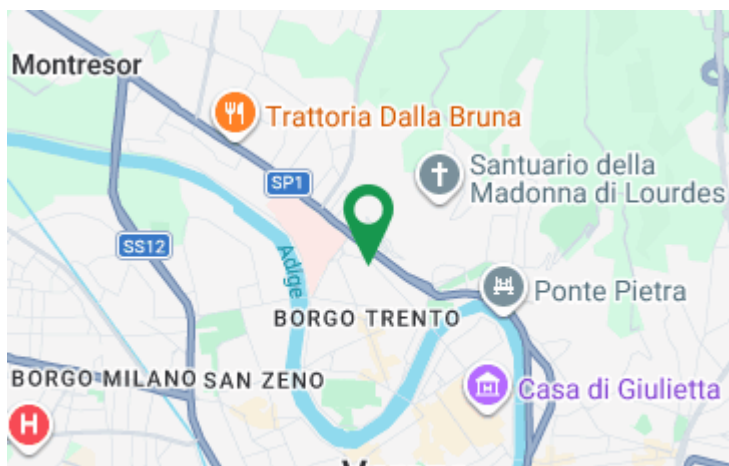 Montresor
Trattoria Dalla Bruna
Santuario della
Madonna di Lourdes
SP1
SS12
Adige
Ponte Pietra
BORGO TRENTO
BORGO MILANO
SAN ZENO
Casa di Giulietta
H